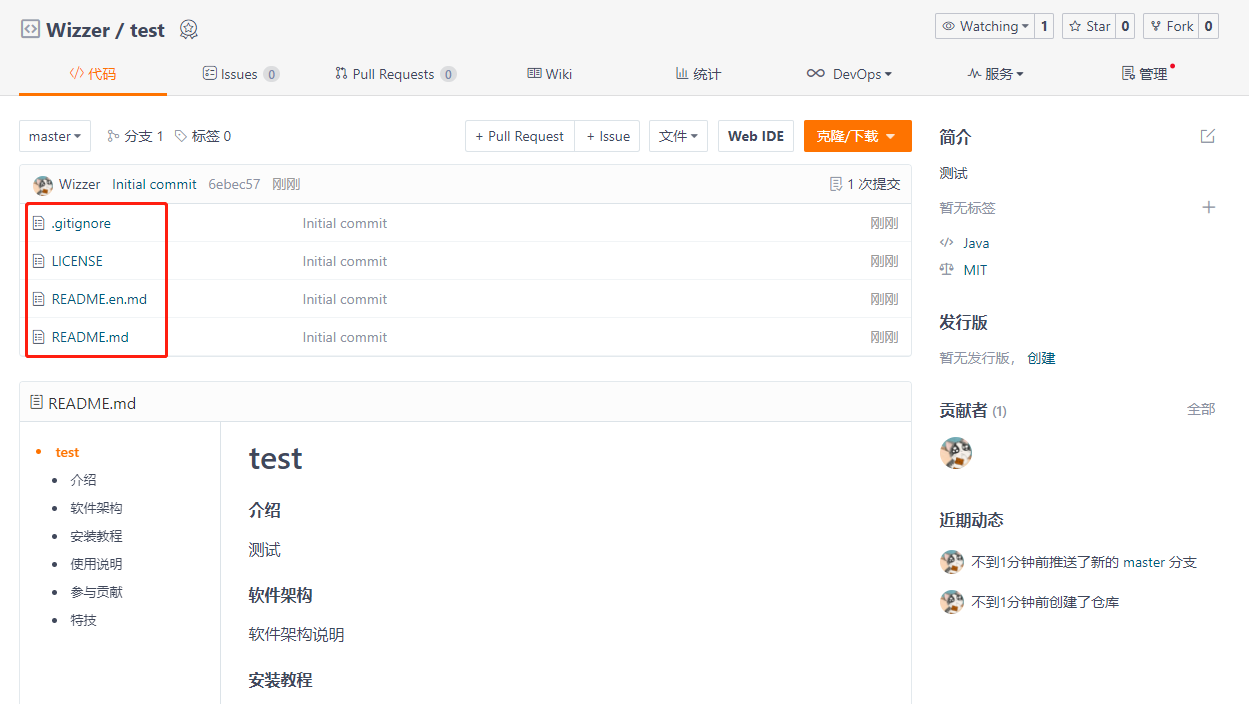 Wizzer / test
Watching 1 Star 0 Fork 0
代码 Issues 0 Pull Requests 0 Wiki 统计 DevOps 服务 管理
master 分支 1 标签 0 + Pull Request + Issue 文件 Web IDE 克隆/下载
Wizzer Initial commit 6ebec57 刚刚 1 次提交
.gitignore Initial commit 刚刚
LICENSE Initial commit 刚刚
README.en.md Initial commit 刚刚
README.md Initial commit 刚刚
README.md
test
介绍
软件架构
安装教程
使用说明
参与贡献
特技
test
介绍
测试
软件架构
软件架构说明
安装教程
简介
测试
暂无标签
Java
MIT
发行版
暂无发行版， 创建
贡献者 (1) 全部
近期动态
不到1分钟前推送了新的 master 分支
不到1分钟前创建了仓库